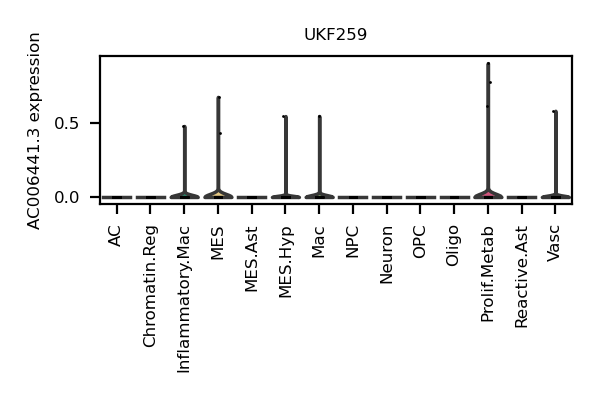 UKF259
AC006441.3 expression
0.5
0.0
AC
Chromatin.Reg
Inflammatory.Mac
MES
MES.Ast
MES.Hyp
Mac
NPC
Neuron
OPC
Oligo
Prolif.Metab
Reactive.Ast
Vasc